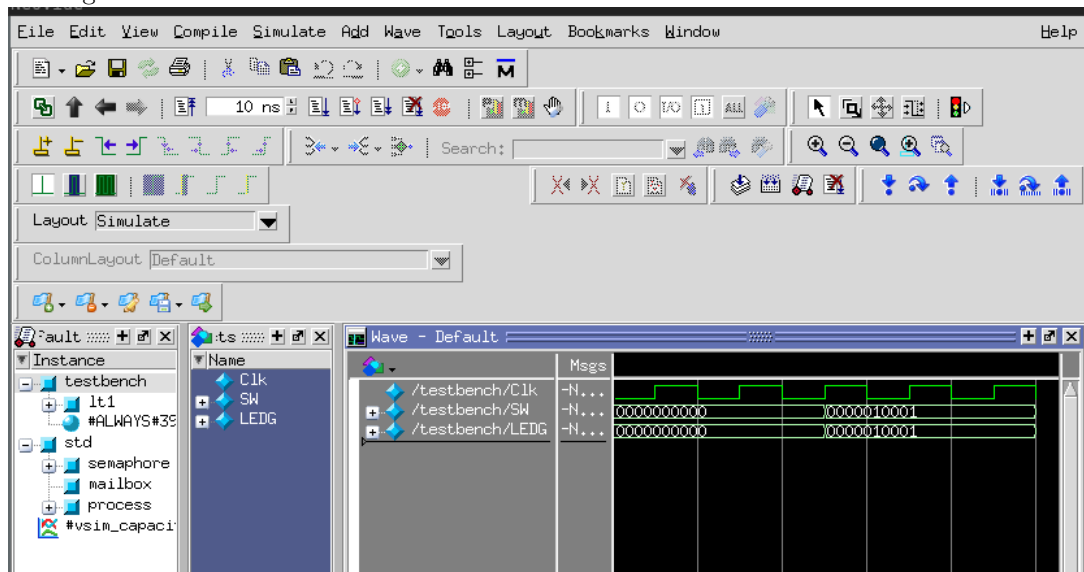 File Edit View Compile Simulate Add Wave Tools Layout Bookmarks Window Help
10 ns
I O I/O ALL
Search:
Layout Simulate
ColumnLayout Default
ts
Wave - Default
Instance
Name
Msgs
testbench
lt1
#ALWAYS#39
std
semaphore
mailbox
process
#vsim_capaci
Clk
SW
LEDG
/testbench/Clk -N...
/testbench/SW -N... 0000000000 0000010001
/testbench/LEDG -N... 0000000000 0000010001